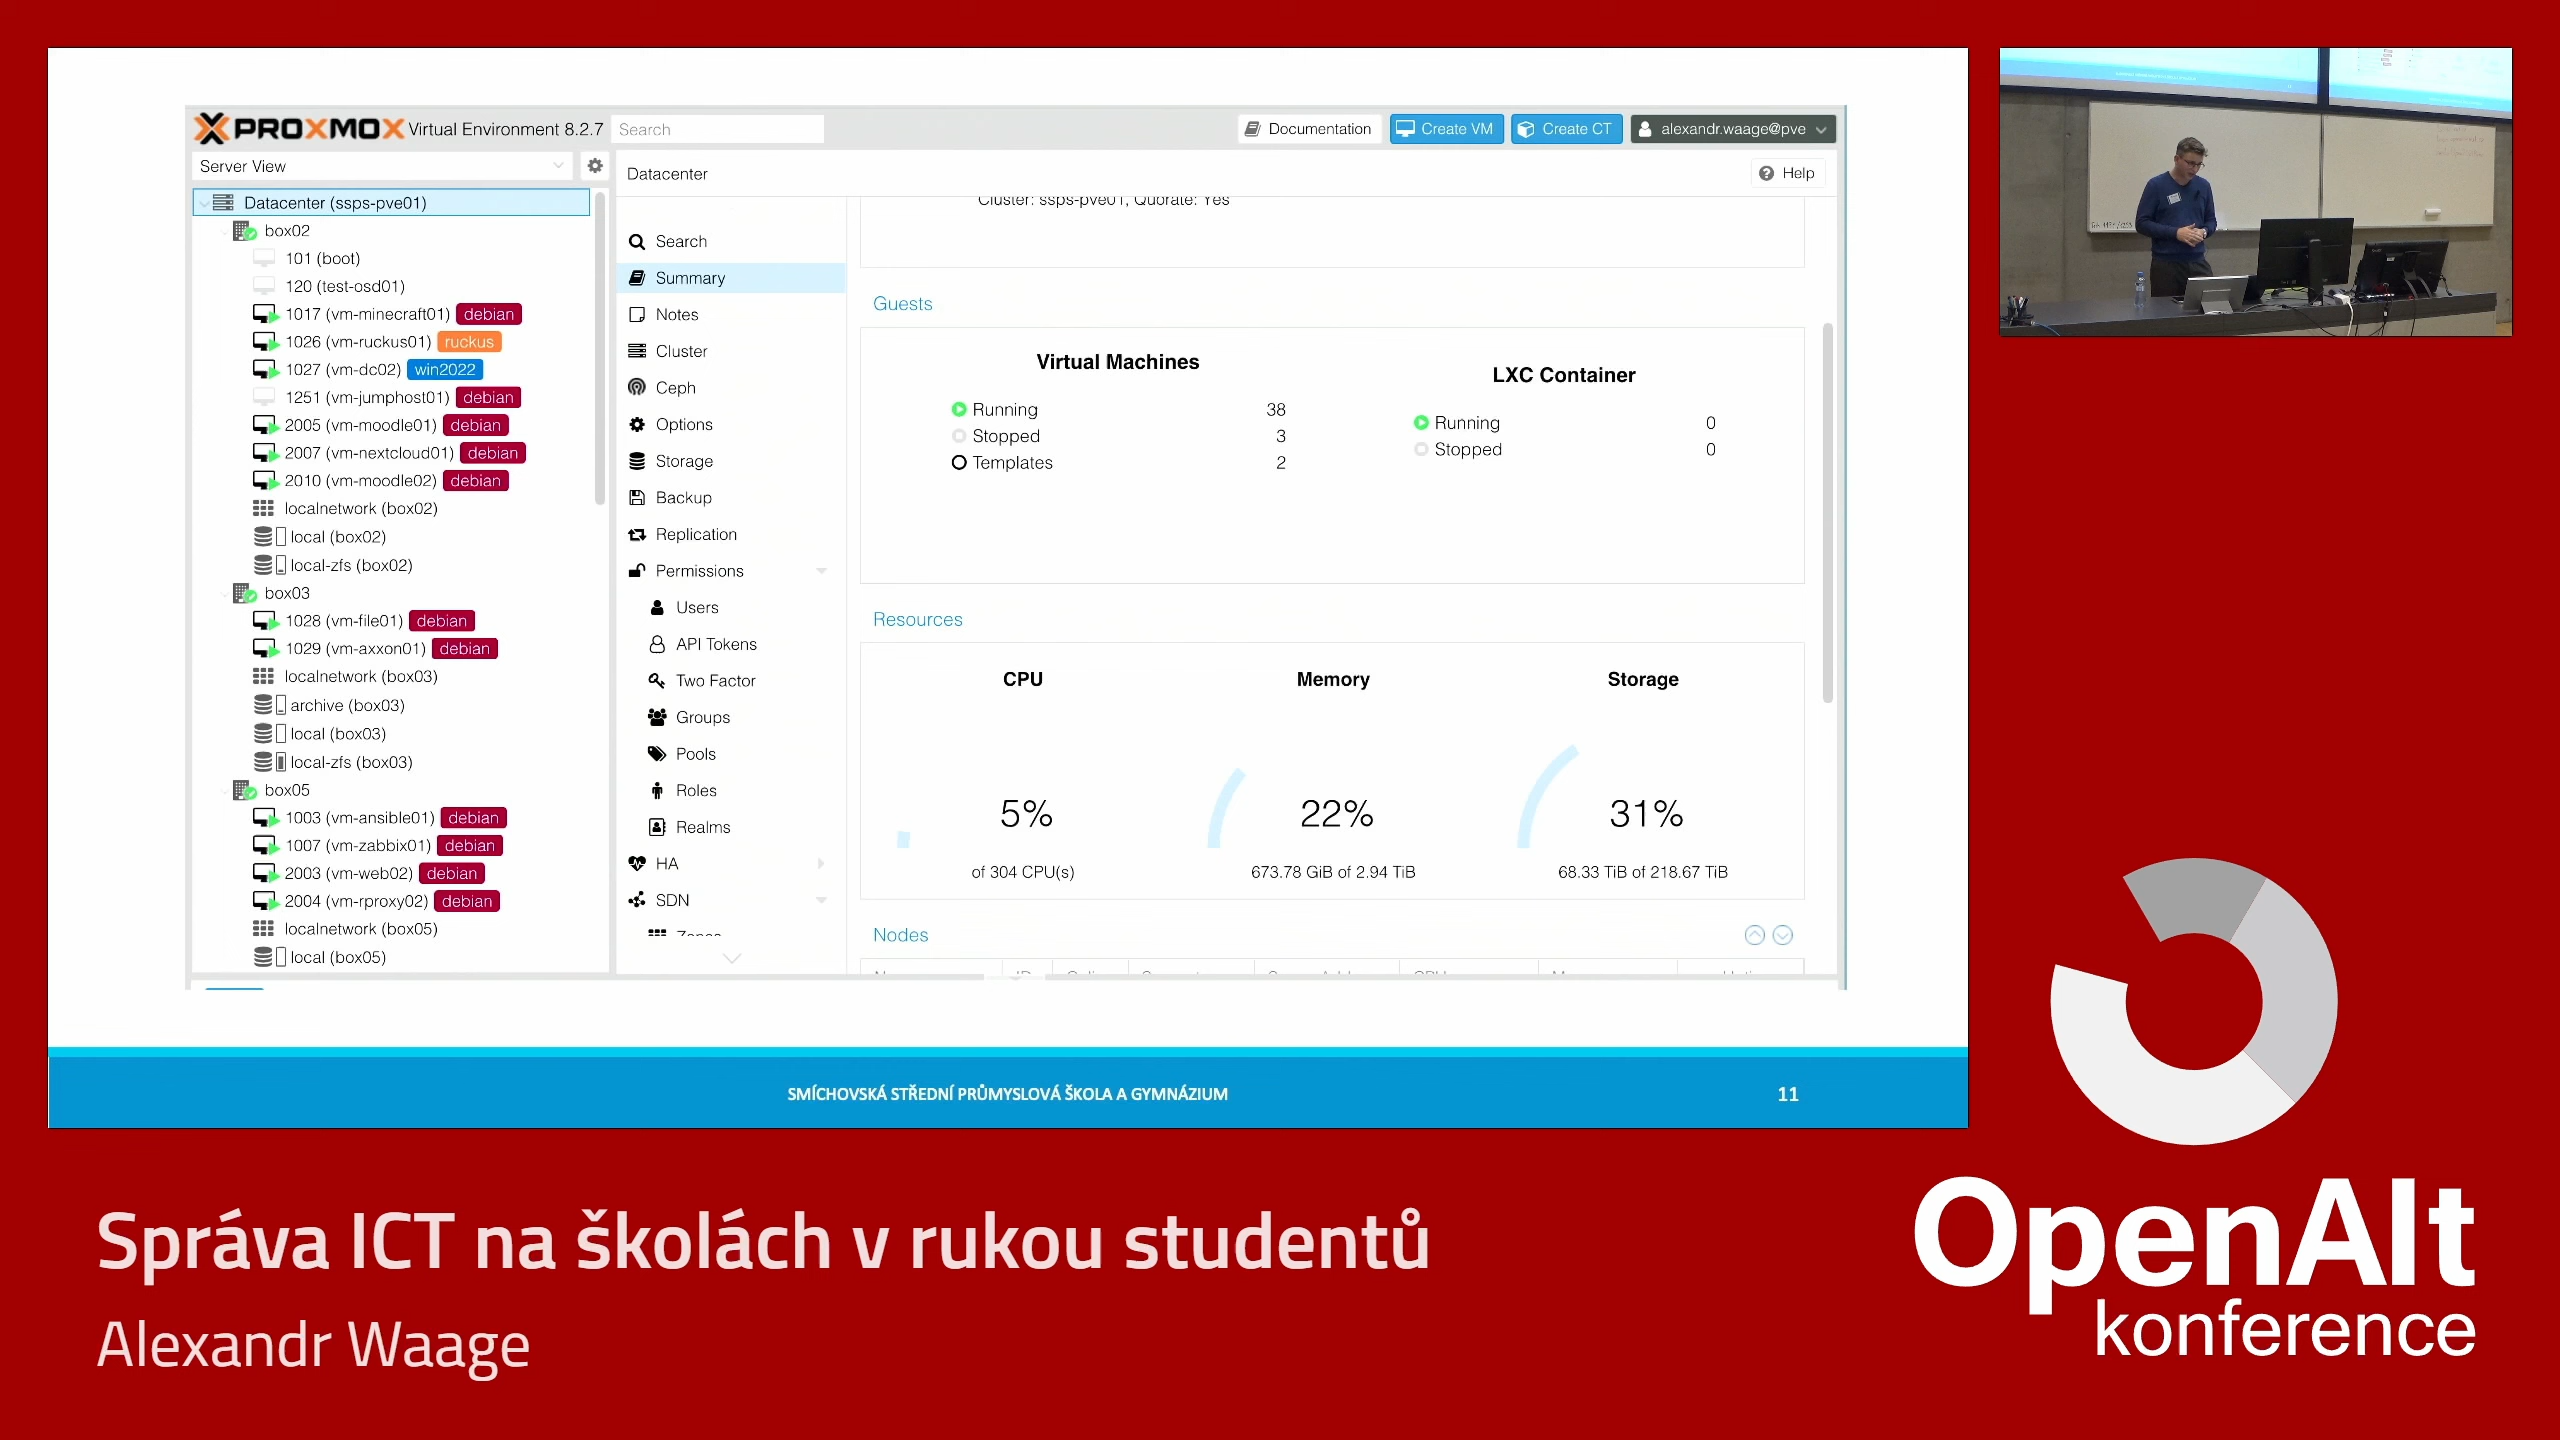 PROXMOX Virtual Environment 8.2.7
Search
Documentation
Create VM
Create CT
alexandr.waage@pve
Server View
Datacenter
Help
Datacenter (ssps-pve01)
box02
101 (boot)
120 (test-osd01)
1017 (vm-minecraft01) debian
1026 (vm-ruckus01) ruckus
1027 (vm-dc02) win2022
1251 (vm-jumphost01) debian
2005 (vm-moodle01) debian
2007 (vm-nextcloud01) debian
2010 (vm-moodle02) debian
localnetwork (box02)
local (box02)
local-zfs (box02)
box03
1028 (vm-file01) debian
1029 (vm-axxon01) debian
localnetwork (box03)
archive (box03)
local (box03)
local-zfs (box03)
box05
1003 (vm-ansible01) debian
1007 (vm-zabbix01) debian
2003 (vm-web02) debian
2004 (vm-rproxy02) debian
localnetwork (box05)
local (box05)
Search
Summary
Notes
Cluster
Ceph
Options
Storage
Backup
Replication
Permissions
Users
API Tokens
Two Factor
Groups
Pools
Roles
Realms
HA
SDN
Zones
Cluster: ssps-pve01, Quorate: Yes
Guests
Virtual Machines
Running 38
Stopped 3
Templates 2
LXC Container
Running 0
Stopped 0
Resources
CPU
5%
of 304 CPU(s)
Memory
22%
673.78 GiB of 2.94 TiB
Storage
31%
68.33 TiB of 218.67 TiB
Nodes
SMÍCHOVSKÁ STŘEDNÍ PRŮMYSLOVÁ ŠKOLA A GYMNÁZIUM
11
Správa ICT na školách v rukou studentů
Alexandr Waage
OpenAlt
konference